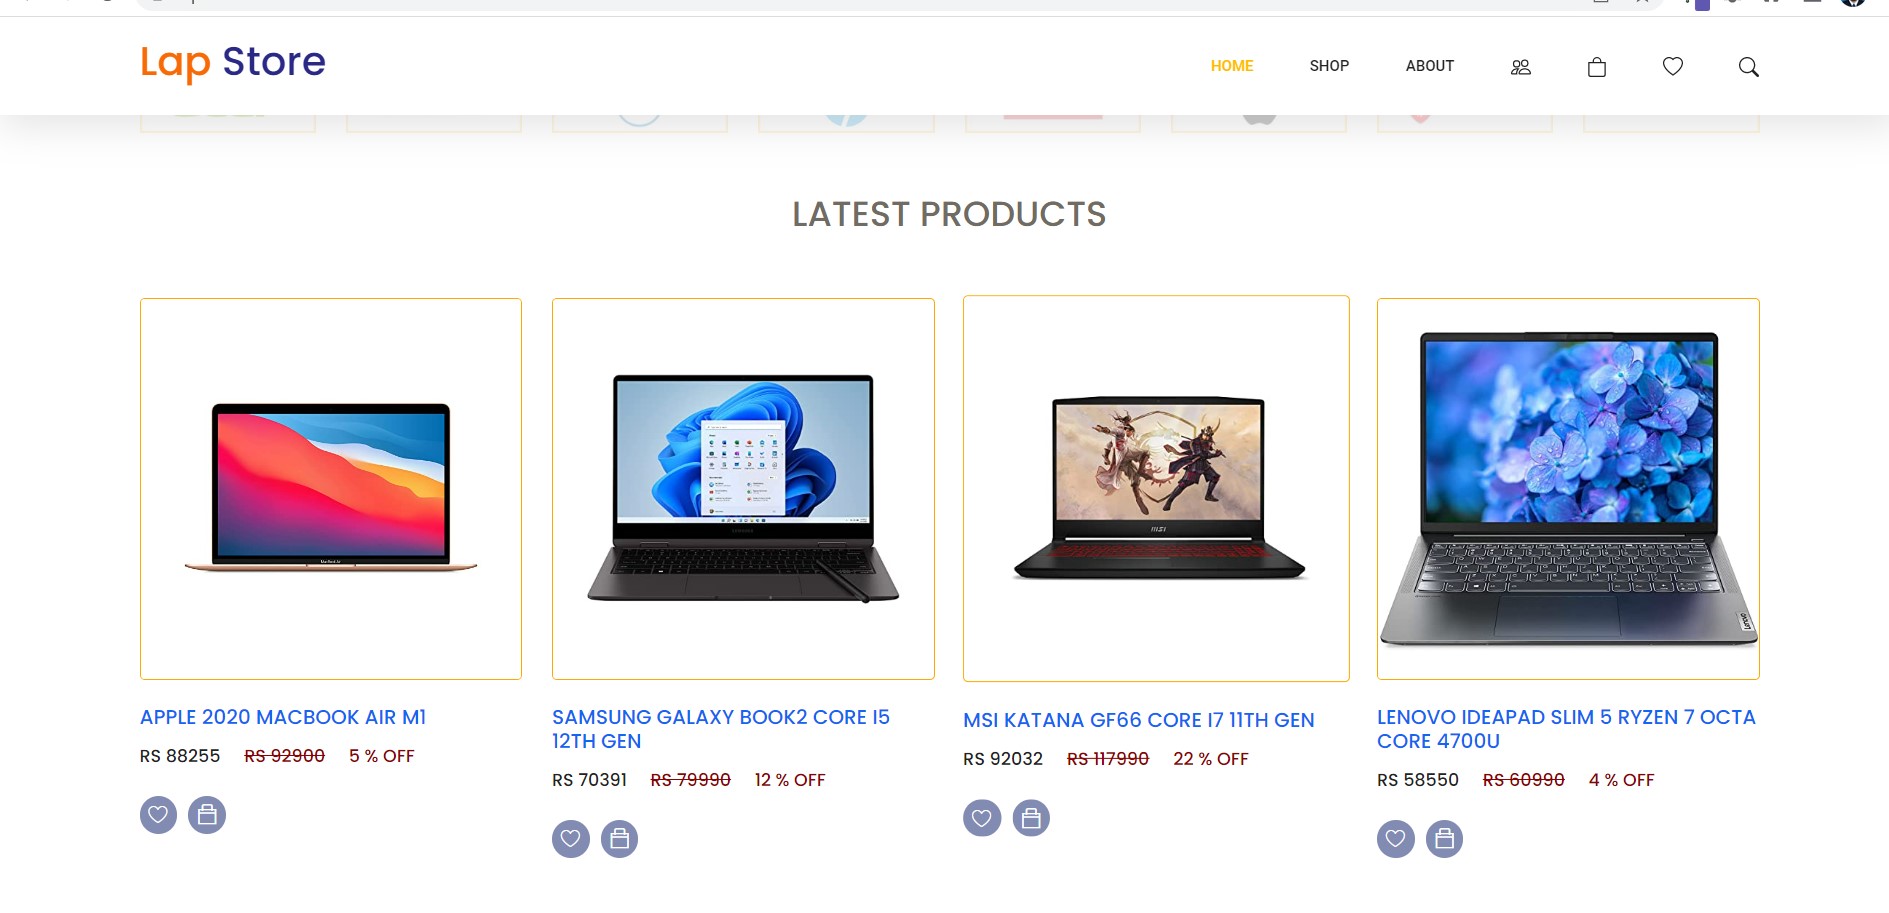 Lap Store
HOME SHOP ABOUT
LATEST PRODUCTS
APPLE 2020 MACBOOK AIR M1
RS 88255 RS 92900 5 % OFF
SAMSUNG GALAXY BOOK2 CORE I5
12TH GEN
RS 70391 RS 79990 12 % OFF
msi
MSI KATANA GF66 CORE I7 11TH GEN
RS 92032 RS 117990 22 % OFF
Lenovo
LENOVO IDEAPAD SLIM 5 RYZEN 7 OCTA
CORE 4700U
RS 58550 RS 60990 4 % OFF